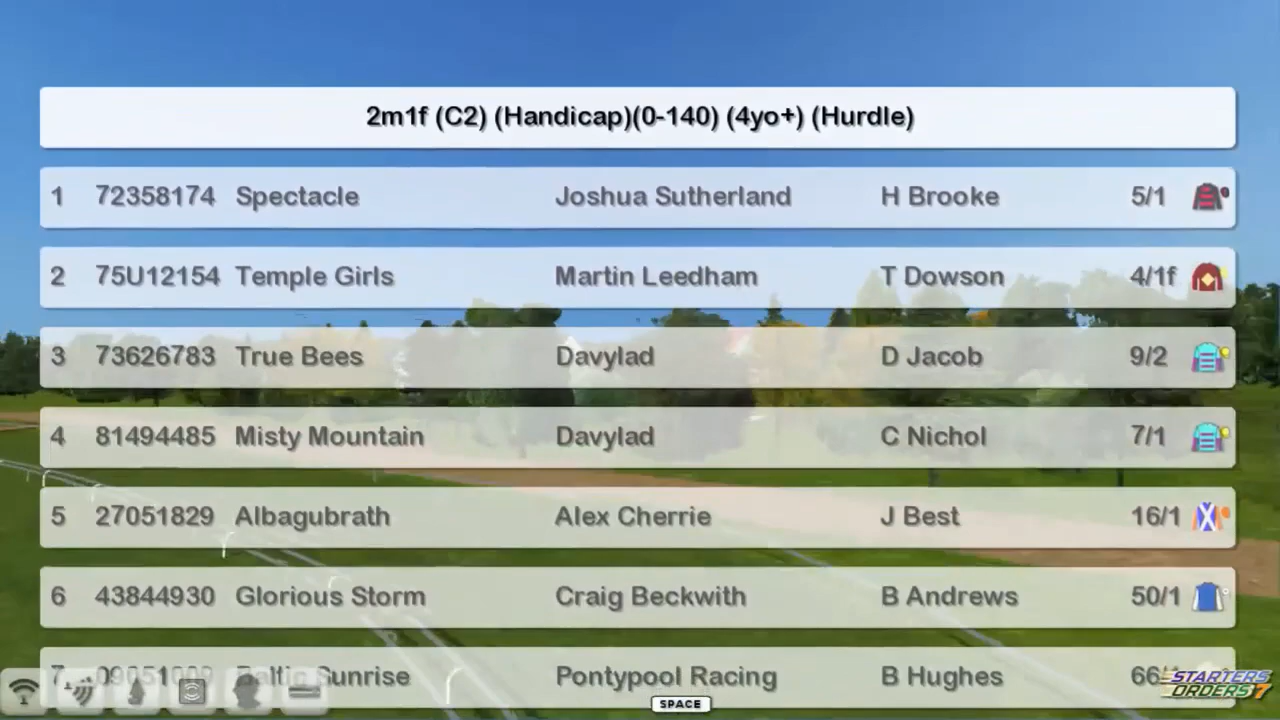 2m1f (C2) (Handicap)(0-140) (4yo+) (Hurdle)
1 72358174 Spectacle Joshua Sutherland H Brooke 5/1
2 75U12154 Temple Girls Martin Leedham T Dowson 4/1f
3 73626783 True Bees Davylad D Jacob 9/2
4 81494485 Misty Mountain Davylad C Nichol 7/1
5 27051829 Albagubrath Alex Cherrie J Best 16/1
6 43844930 Glorious Storm Craig Beckwith B Andrews 50/1
7 Baltic Sunrise Pontypool Racing B Hughes
SPACE
STARTERS
ORDERS 7